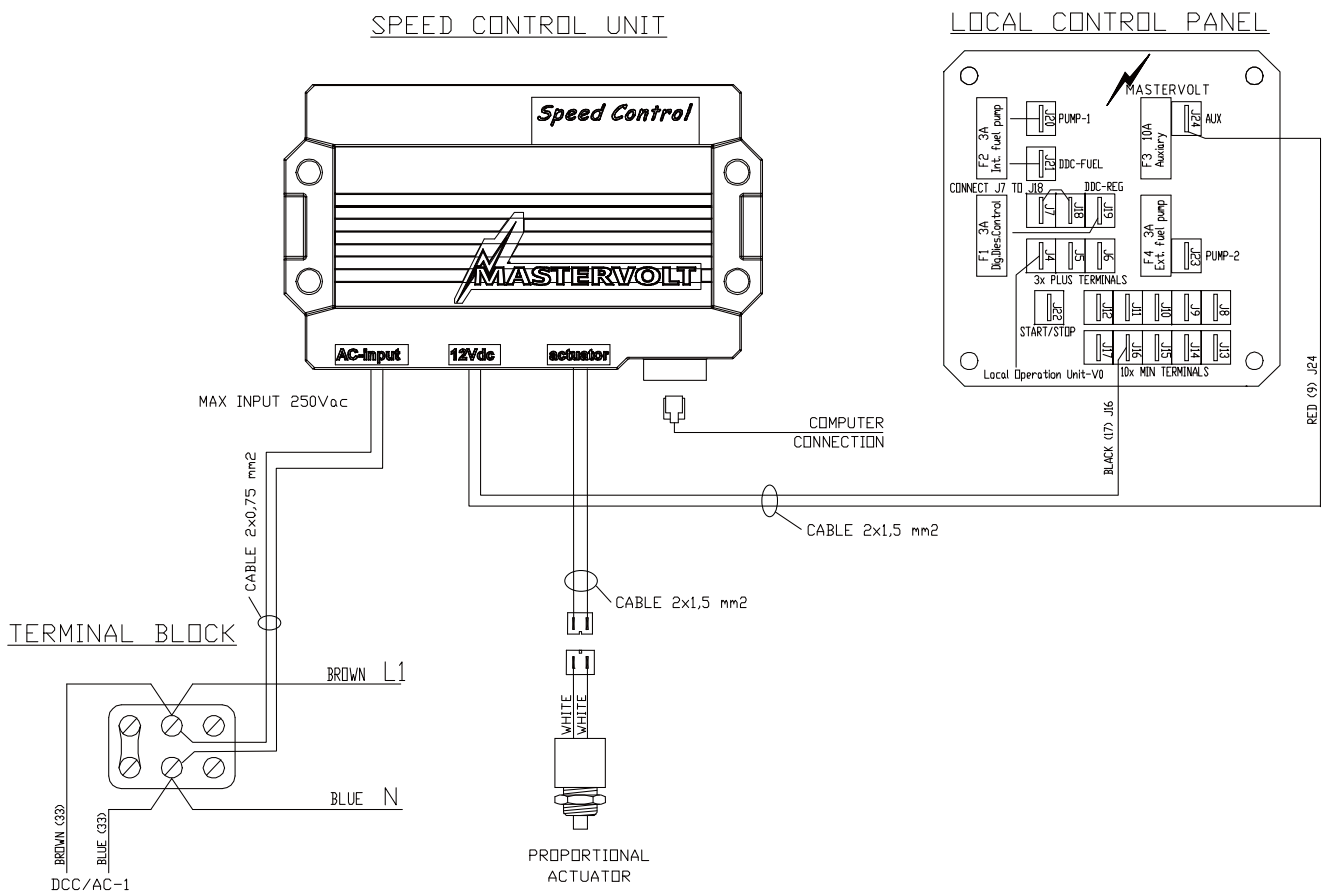 SPEED CONTROL UNIT
LOCAL CONTROL PANEL
Speed Control
MASTERVOLT
AC-input
12Vdc
actuator
MAX INPUT 250Vac
COMPUTER
CONNECTION
MASTERVOLT
F2 3A
Int. fuel pump
J20
PUMP-1
J21
DDC-FUEL
F3 10A
Auxiary
J24
AUX
CONNECT J7 TO J18
DDC-REG
F1 3A
Dig.Dies.Control
J7
J18
J19
J4
J5
J6
3x PLUS TERMINALS
F4 3A
Ext. fuel pump
J23
PUMP-2
J22
START/STOP
J12
J11
J10
J9
J8
J17
J16
J15
J14
J13
Local Operation Unit-V0
10x MIN TERMINALS
BLACK (17) J16
RED (9) J24
CABLE 2x1,5 mm2
CABLE 2x0,75 mm2
CABLE 2x1,5 mm2
TERMINAL BLOCK
BROWN L1
BLUE N
BROWN (33)
BLUE (33)
DCC/AC-1
WHITE
WHITE
PROPORTIONAL
ACTUATOR